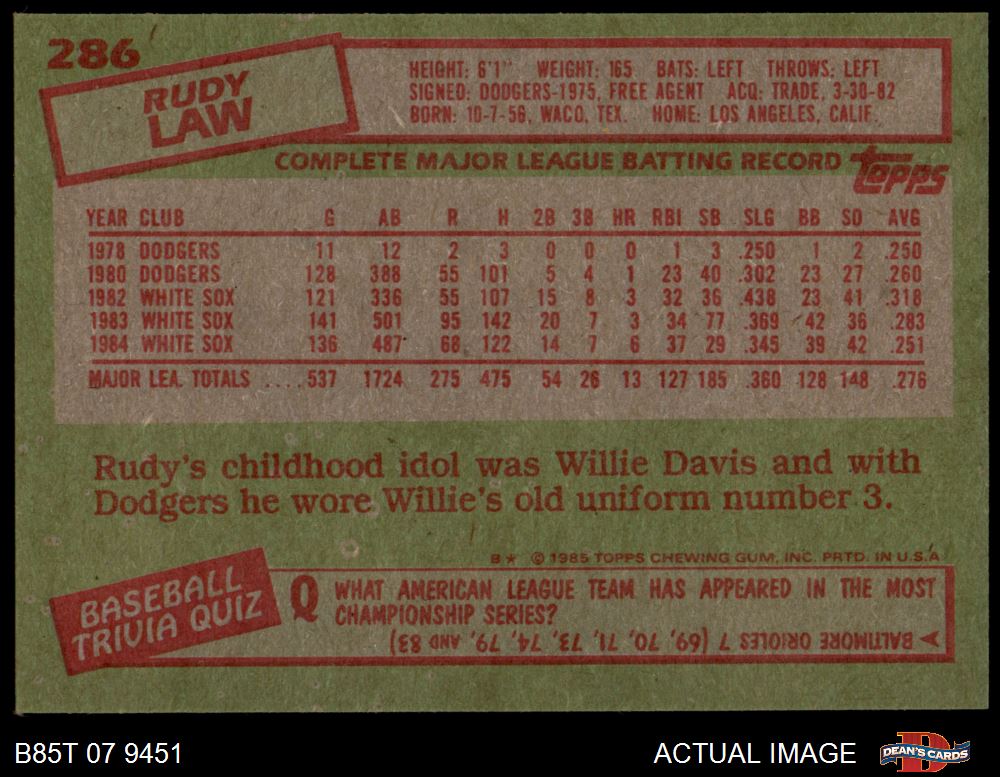 286
RUDY
LAW
HEIGHT: 6'1" WEIGHT: 165 BATS: LEFT THROWS: LEFT
SIGNED: DODGERS-1975, FREE AGENT ACQ: TRADE, 3-30-82
BORN: 10-7-56, WACO, TEX. HOME: LOS ANGELES, CALIF.
COMPLETE MAJOR LEAGUE BATTING RECORD topps
YEAR CLUB G AB R H 2B 3B HR RBI SB SLG BB SO AVG
1978 DODGERS 11 12 2 3 0 0 0 1 3 .250 1 2 .250
1980 DODGERS 128 388 55 101 5 4 1 23 40 .302 23 27 .260
1982 WHITE SOX 121 336 55 107 15 8 3 32 36 .438 23 41 .318
1983 WHITE SOX 141 501 95 142 20 7 3 34 77 .369 42 36 .283
1984 WHITE SOX 136 487 68 122 14 7 6 37 29 .345 39 42 .251
MAJOR LEA. TOTALS ....537 1724 275 475 54 26 13 127 185 .360 128 148 .276
Rudy's childhood idol was Willie Davis and with
Dodgers he wore Willie's old uniform number 3.
B* © 1985 TOPPS CHEWING GUM, INC. PRTD. IN U.S.A
BASEBALL
TRIVIA QUIZ
Q WHAT AMERICAN LEAGUE TEAM HAS APPEARED IN THE MOST
CHAMPIONSHIP SERIES?
BALTIMORE ORIOLES 7 (69, 70, 71, 73, 74, 79, AND 83)
B85T 07 9451
ACTUAL IMAGE
D
DEAN'S CARDS